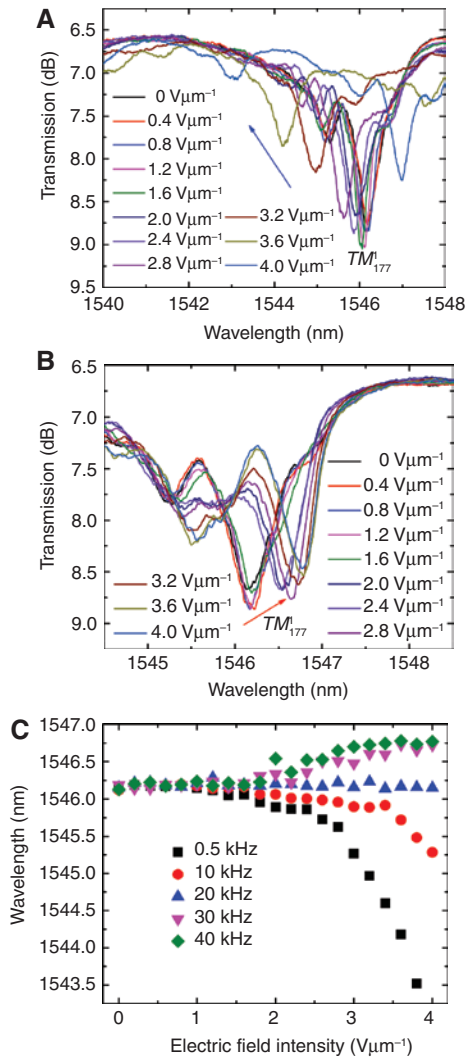 A
6.5
7.0
7.5
8.0
8.5
9.0
9.5
Transmission (dB)
0 Vμm⁻¹
0.4 Vμm⁻¹
0.8 Vμm⁻¹
1.2 Vμm⁻¹
1.6 Vμm⁻¹
2.0 Vμm⁻¹
2.4 Vμm⁻¹
2.8 Vμm⁻¹
3.2 Vμm⁻¹
3.6 Vμm⁻¹
4.0 Vμm⁻¹
TM¹₁₇₇
1540 1542 1544 1546 1548
Wavelength (nm)
B
6.5
7.0
7.5
8.0
8.5
9.0
Transmission (dB)
3.2 Vμm⁻¹
3.6 Vμm⁻¹
4.0 Vμm⁻¹
0 Vμm⁻¹
0.4 Vμm⁻¹
0.8 Vμm⁻¹
1.2 Vμm⁻¹
1.6 Vμm⁻¹
2.0 Vμm⁻¹
2.4 Vμm⁻¹
2.8 Vμm⁻¹
TM¹₁₇₇
1545 1546 1547 1548
Wavelength (nm)
C
1547.0
1546.5
1546.0
1545.5
1545.0
1544.5
1544.0
1543.5
Wavelength (nm)
0.5 kHz
10 kHz
20 kHz
30 kHz
40 kHz
0 1 2 3 4
Electric field intensity (Vμm⁻¹)